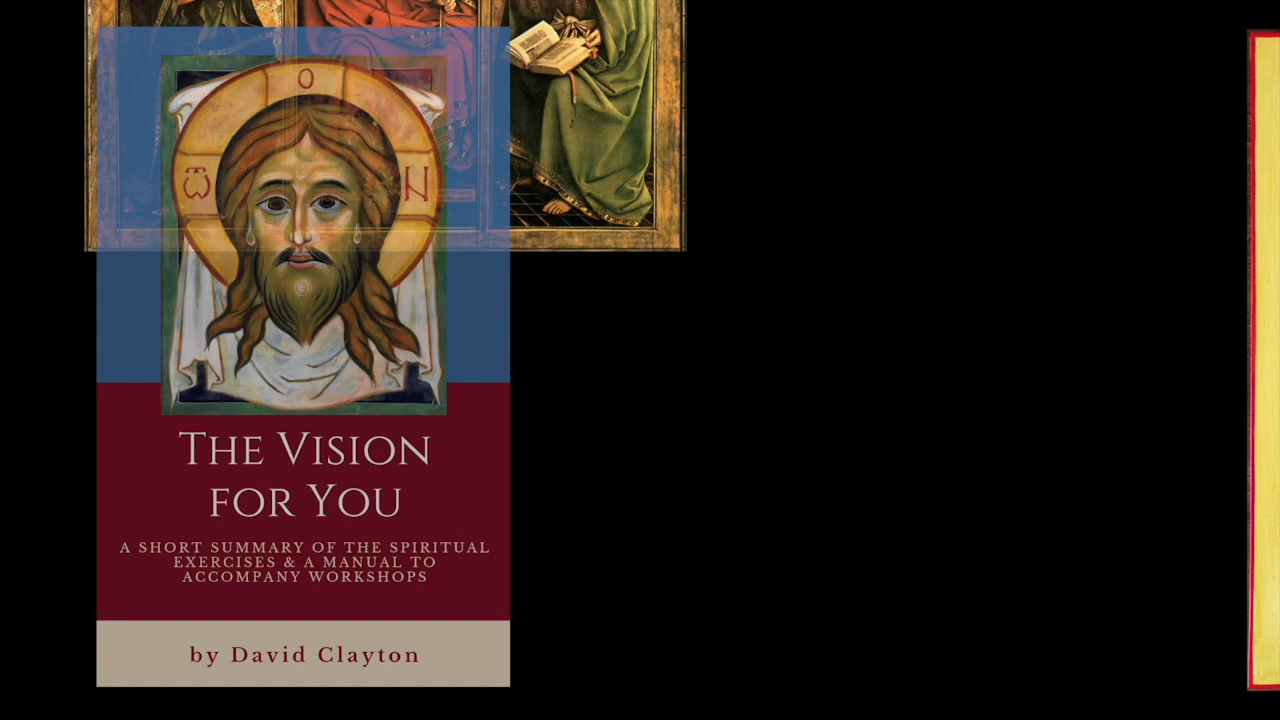 O
Ѿ Н
The Vision
for You
A SHORT SUMMARY OF THE SPIRITUAL
EXERCISES & A MANUAL TO
ACCOMPANY WORKSHOPS
by David Clayton